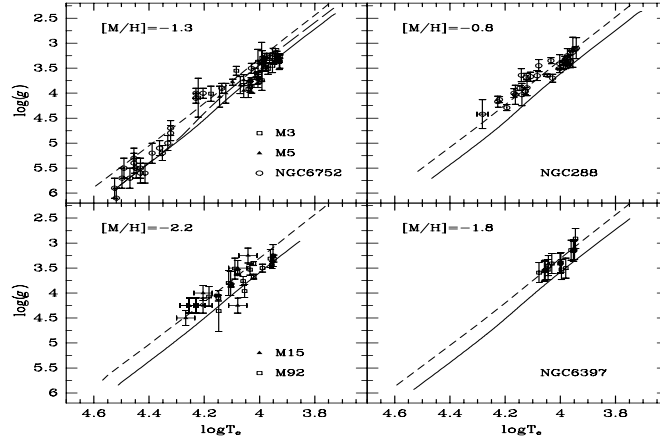 [M/H]=−1.3
[M/H]=−0.8
2.5
3
3.5
4
4.5
5
5.5
6
log(g)
M3
M5
NGC6752
NGC288
2.5
3
3.5
4
4.5
5
5.5
6
log(g)
[M/H]=−2.2
[M/H]=−1.8
M15
M92
NGC6397
4.6 4.4 4.2 4 3.8
4.6 4.4 4.2 4 3.8
logTₑ
logTₑ